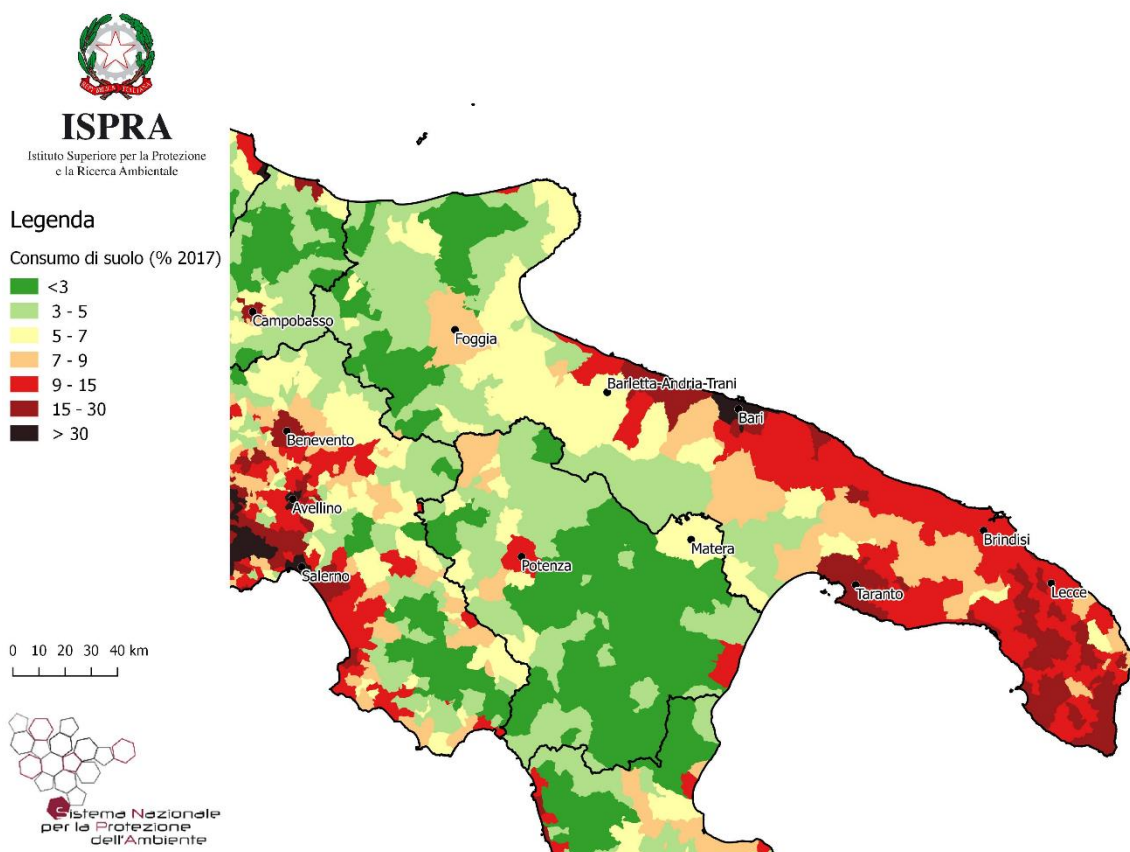 REPVBBLICA ITALIANA
ISPRA
Istituto Superiore per la Protezione
e la Ricerca Ambientale
Legenda
Consumo di suolo (% 2017)
<3
3 - 5
5 - 7
7 - 9
9 - 15
15 - 30
> 30
Campobasso
Foggia
Barletta-Andria-Trani
Bari
Benevento
Avellino
Matera
Brindisi
Potenza
Salerno
Taranto
Lecce
0 10 20 30 40 km
Sistema Nazionale
per la Protezione
dell'Ambiente